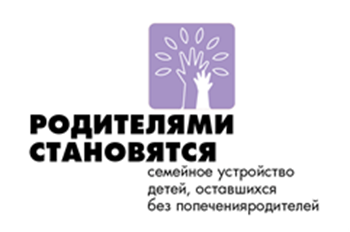 РОДИТЕЛЯМИ
СТАНОВЯТСЯ
семейное устройство
детей, оставшихся
без попеченияродителей